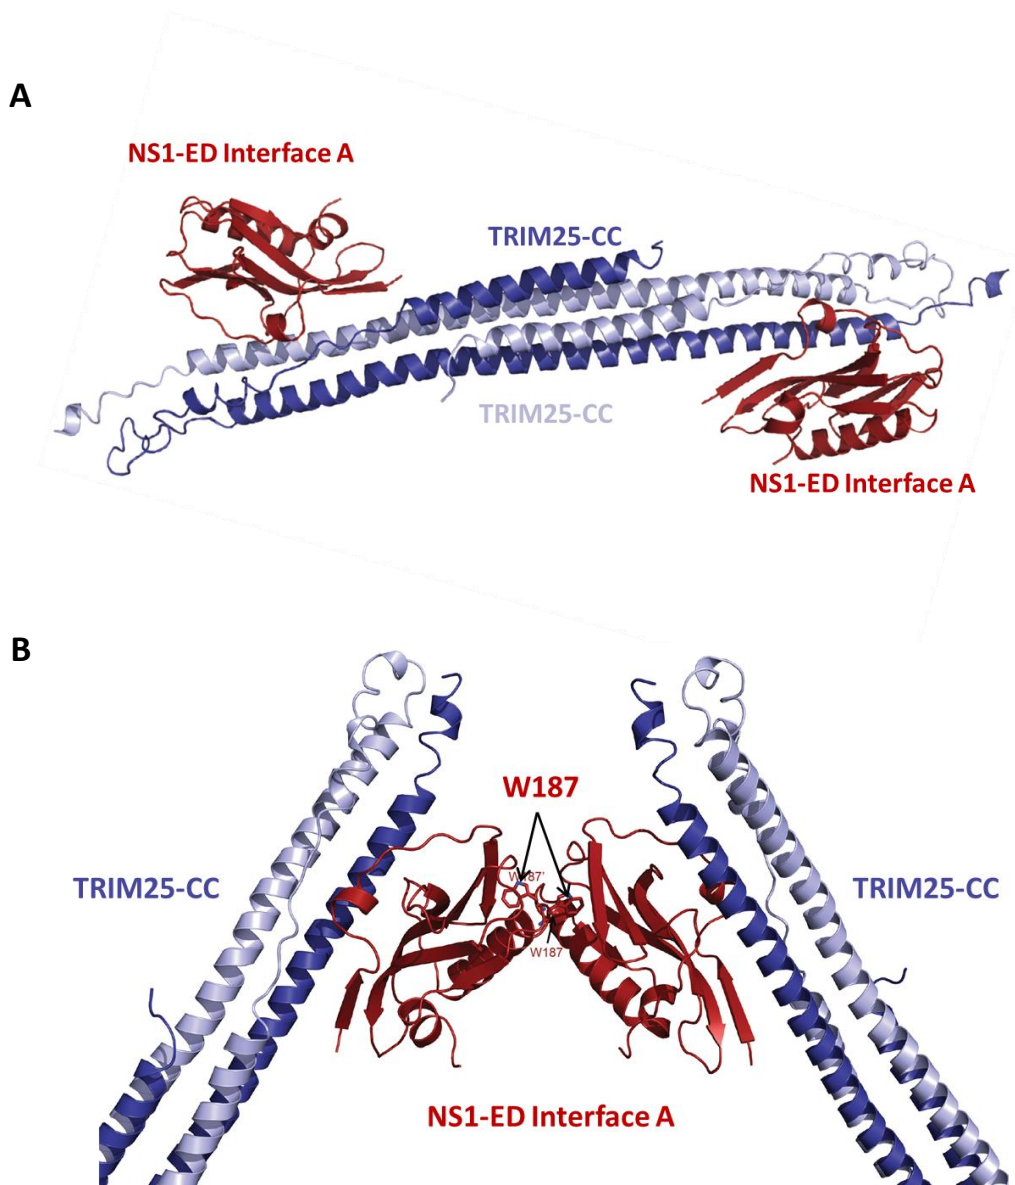 A
NS1-ED Interface A
TRIM25-CC
TRIM25-CC
NS1-ED Interface A
B
W187
TRIM25-CC
TRIM25-CC
W187'
W187
NS1-ED Interface A